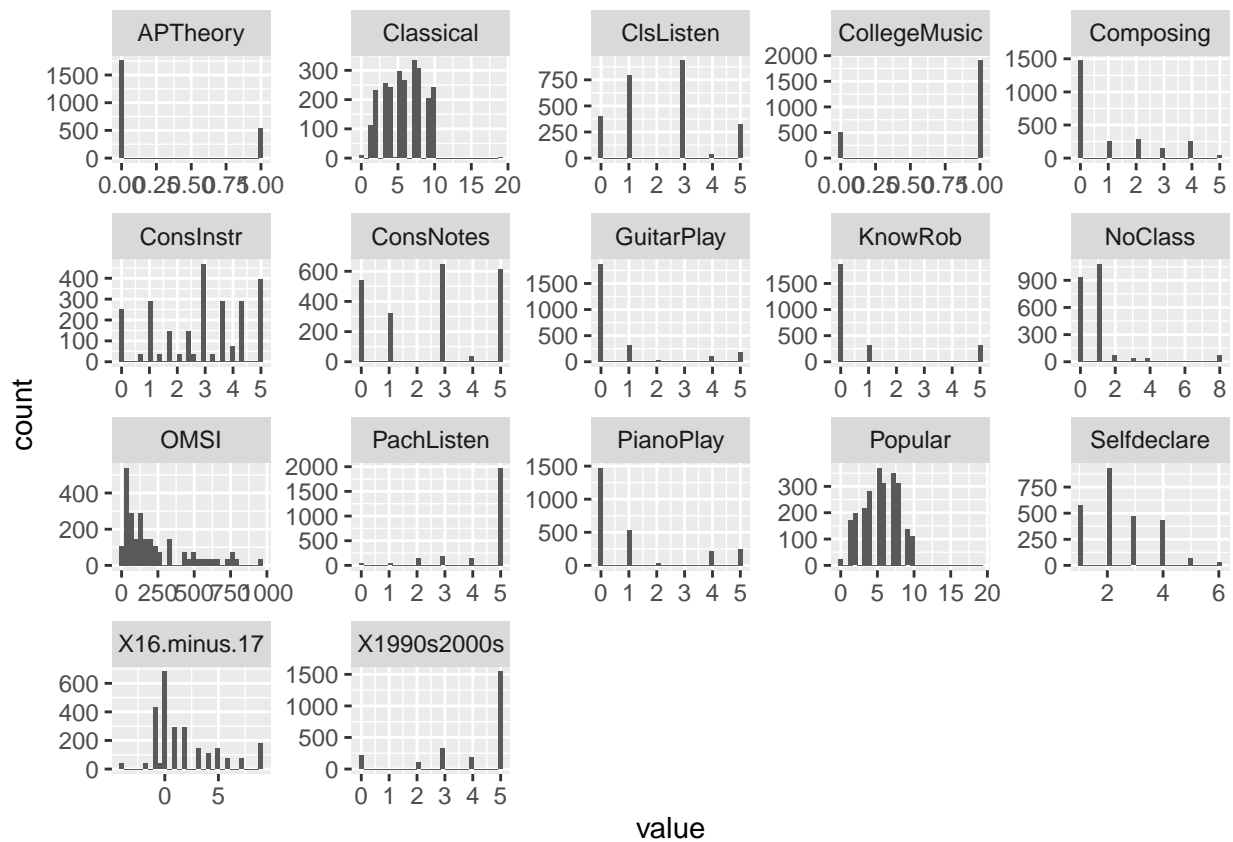 APTheory Classical ClsListen CollegeMusic Composing
1500 1000 500 0
0.00 0.25 0.50 0.75 1.00
300 200 100 0
0 5 10 15 20
750 500 250 0
0 1 2 3 4 5
2000 1500 1000 500 0
0.00 0.25 0.50 0.75 1.00
1500 1000 500 0
0 1 2 3 4 5
ConsInstr ConsNotes GuitarPlay KnowRob NoClass
400 300 200 100 0
0 1 2 3 4 5
600 400 200 0
0 1 2 3 4 5
1500 1000 500 0
0 1 2 3 4 5
1500 1000 500 0
0 1 2 3 4 5
900 600 300 0
0 2 4 6 8
OMSI PachListen PianoPlay Popular Selfdeclare
400 200 0
0 250 500 750 1000
2000 1500 1000 500 0
0 1 2 3 4 5
1500 1000 500 0
0 1 2 3 4 5
300 200 100 0
0 5 10 15 20
750 500 250 0
2 4 6
X16.minus.17 X1990s2000s
600 400 200 0
0 5
1500 1000 500 0
0 1 2 3 4 5
count
value